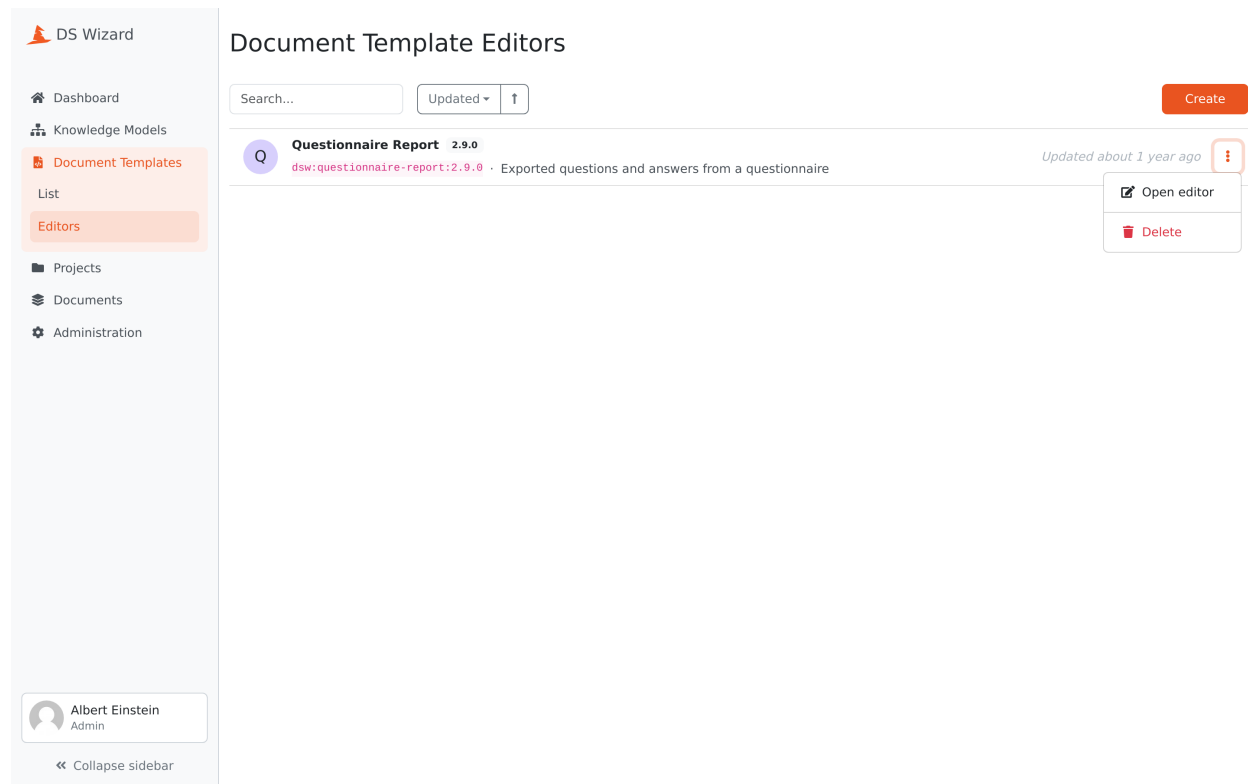 DS Wizard
Dashboard
Knowledge Models
Document Templates
List
Editors
Projects
Documents
Administration
Albert Einstein
Admin
Collapse sidebar
Document Template Editors
Search...
Updated
Create
Q
Questionnaire Report 2.9.0
dsw:questionnaire-report:2.9.0 · Exported questions and answers from a questionnaire
Updated about 1 year ago
Open editor
Delete